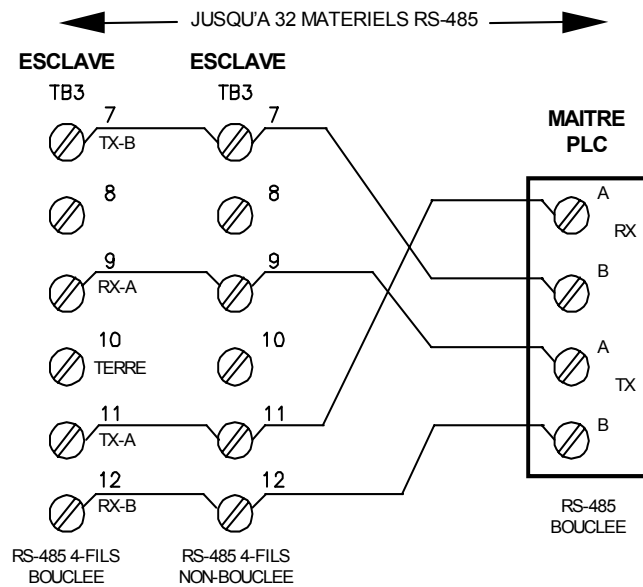 JUSQU'A 32 MATERIELS RS-485
ESCLAVE
TB3
7
TX-B
8
9
RX-A
10
TERRE
11
TX-A
12
RX-B
RS-485 4-FILS
BOUCLEE
ESCLAVE
TB3
7
8
9
10
11
12
RS-485 4-FILS
NON-BOUCLEE
MAITRE
PLC
A
RX
B
A
TX
B
RS-485
BOUCLEE